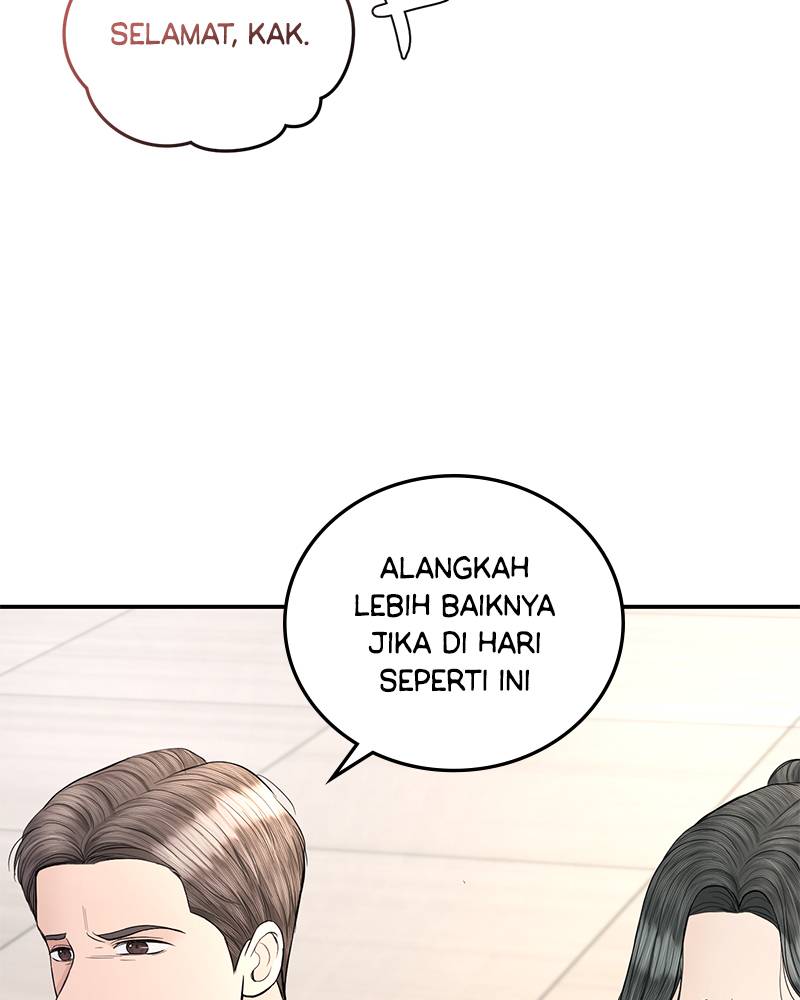 SELAMAT, KAK.
ALANGKAH
LEBIH BAIKNYA
JIKA DI HARI
SEPERTI INI